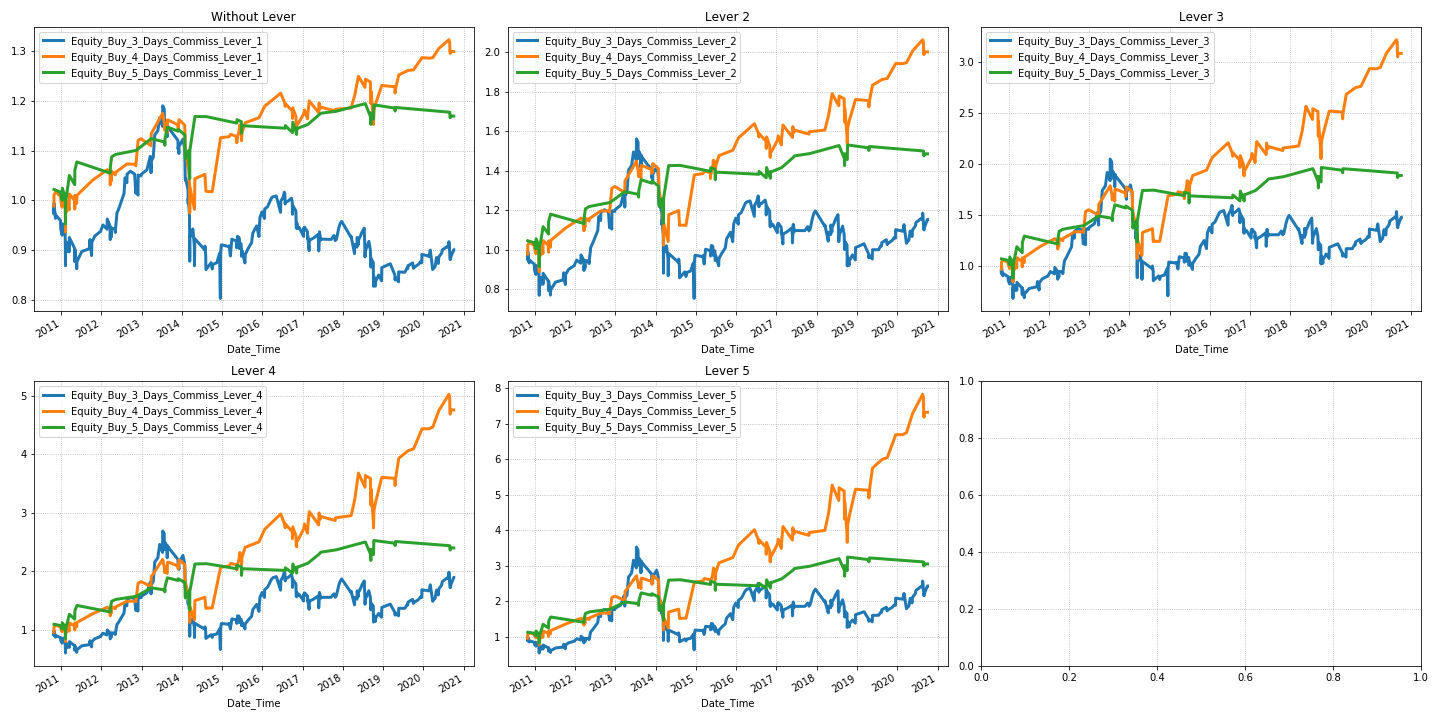 Without Lever
Equity_Buy_3_Days_Commiss_Lever_1
Equity_Buy_4_Days_Commiss_Lever_1
Equity_Buy_5_Days_Commiss_Lever_1
1.3
1.2
1.1
1.0
0.9
0.8
2011 2012 2013 2014 2015 2016 2017 2018 2019 2020 2021
Date_Time
Lever 2
Equity_Buy_3_Days_Commiss_Lever_2
Equity_Buy_4_Days_Commiss_Lever_2
Equity_Buy_5_Days_Commiss_Lever_2
2.0
1.8
1.6
1.4
1.2
1.0
0.8
2011 2012 2013 2014 2015 2016 2017 2018 2019 2020 2021
Date_Time
Lever 3
Equity_Buy_3_Days_Commiss_Lever_3
Equity_Buy_4_Days_Commiss_Lever_3
Equity_Buy_5_Days_Commiss_Lever_3
3.0
2.5
2.0
1.5
1.0
2011 2012 2013 2014 2015 2016 2017 2018 2019 2020 2021
Date_Time
Lever 4
Equity_Buy_3_Days_Commiss_Lever_4
Equity_Buy_4_Days_Commiss_Lever_4
Equity_Buy_5_Days_Commiss_Lever_4
5
4
3
2
1
2011 2012 2013 2014 2015 2016 2017 2018 2019 2020 2021
Date_Time
Lever 5
Equity_Buy_3_Days_Commiss_Lever_5
Equity_Buy_4_Days_Commiss_Lever_5
Equity_Buy_5_Days_Commiss_Lever_5
8
7
6
5
4
3
2
1
2011 2012 2013 2014 2015 2016 2017 2018 2019 2020 2021
Date_Time
1.0
0.8
0.6
0.4
0.2
0.0
0.0 0.2 0.4 0.6 0.8 1.0